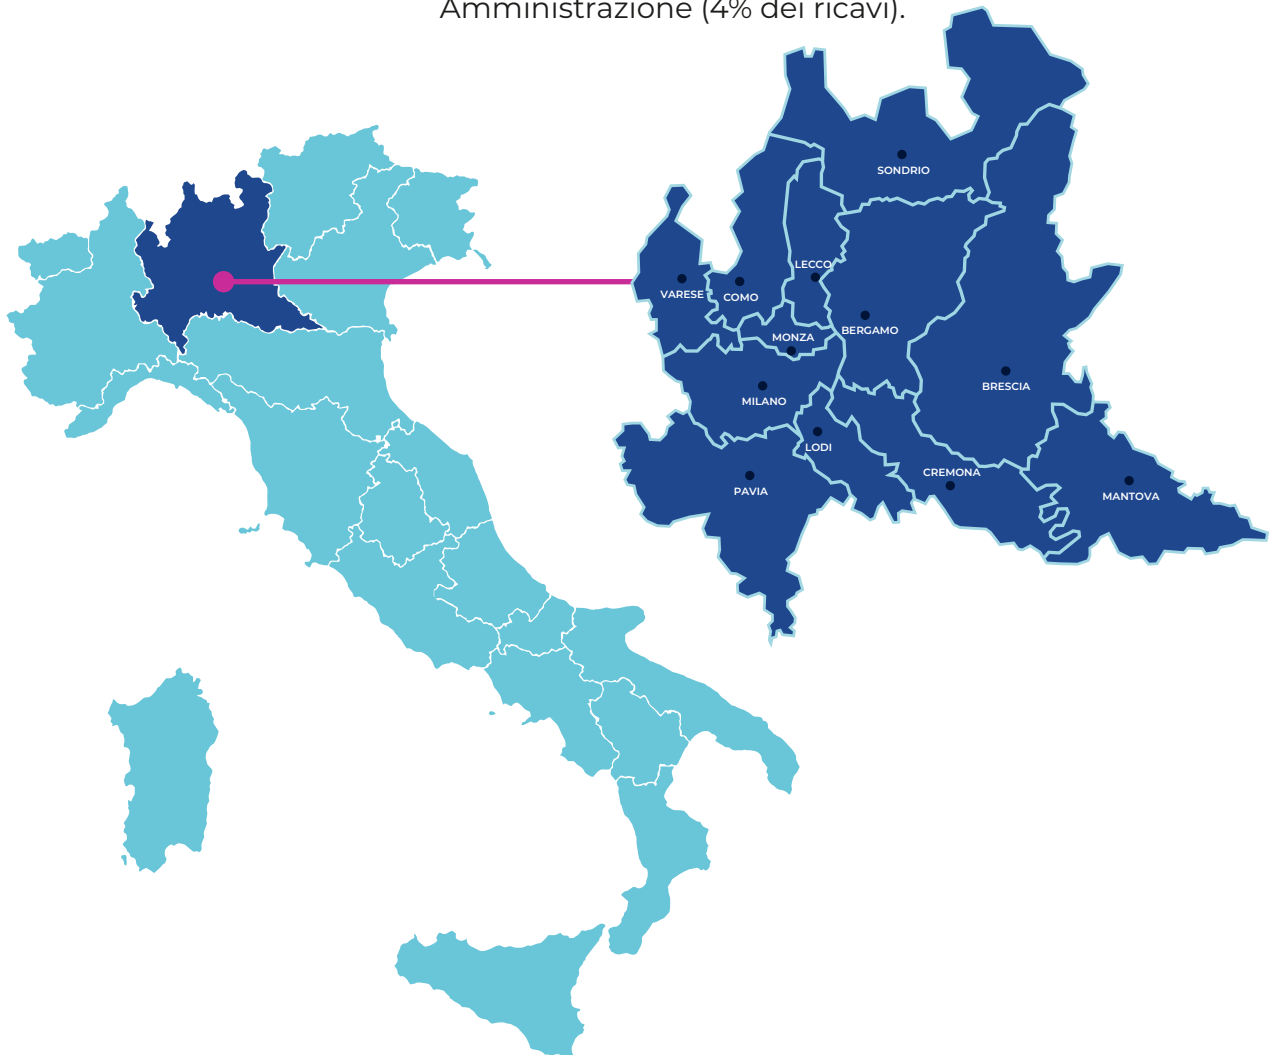 Amministrazione (4% dei ricavi).
SONDRIO
LECCO
VARESE
COMO
BERGAMO
MONZA
BRESCIA
MILANO
LODI
CREMONA
PAVIA
MANTOVA